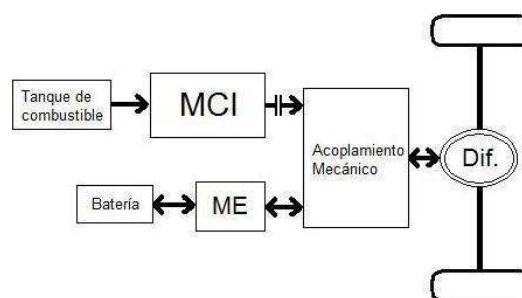 Tanque de
combustible
MCI
Acoplamiento
Mecánico
Dif.
Batería
ME